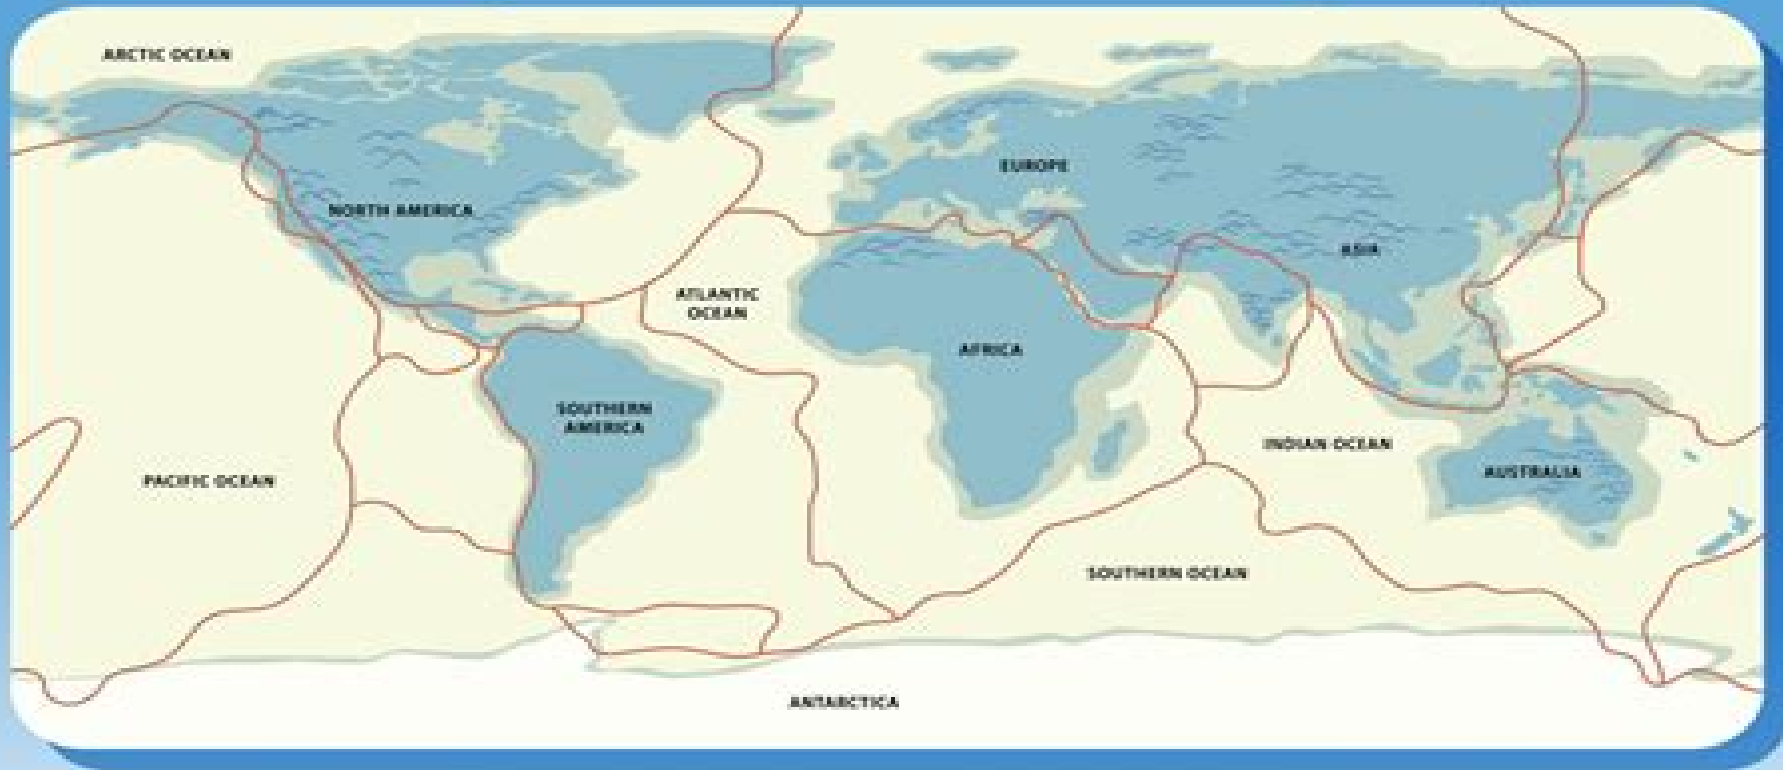 ARCTIC OCEAN
EUROPE
NORTH AMERICA
ASIA
ATLANTIC
OCEAN
AFRICA
SOUTHERN
AMERICA
INDIAN OCEAN
AUSTRALIA
PACIFIC OCEAN
SOUTHERN OCEAN
ANTARCTICA